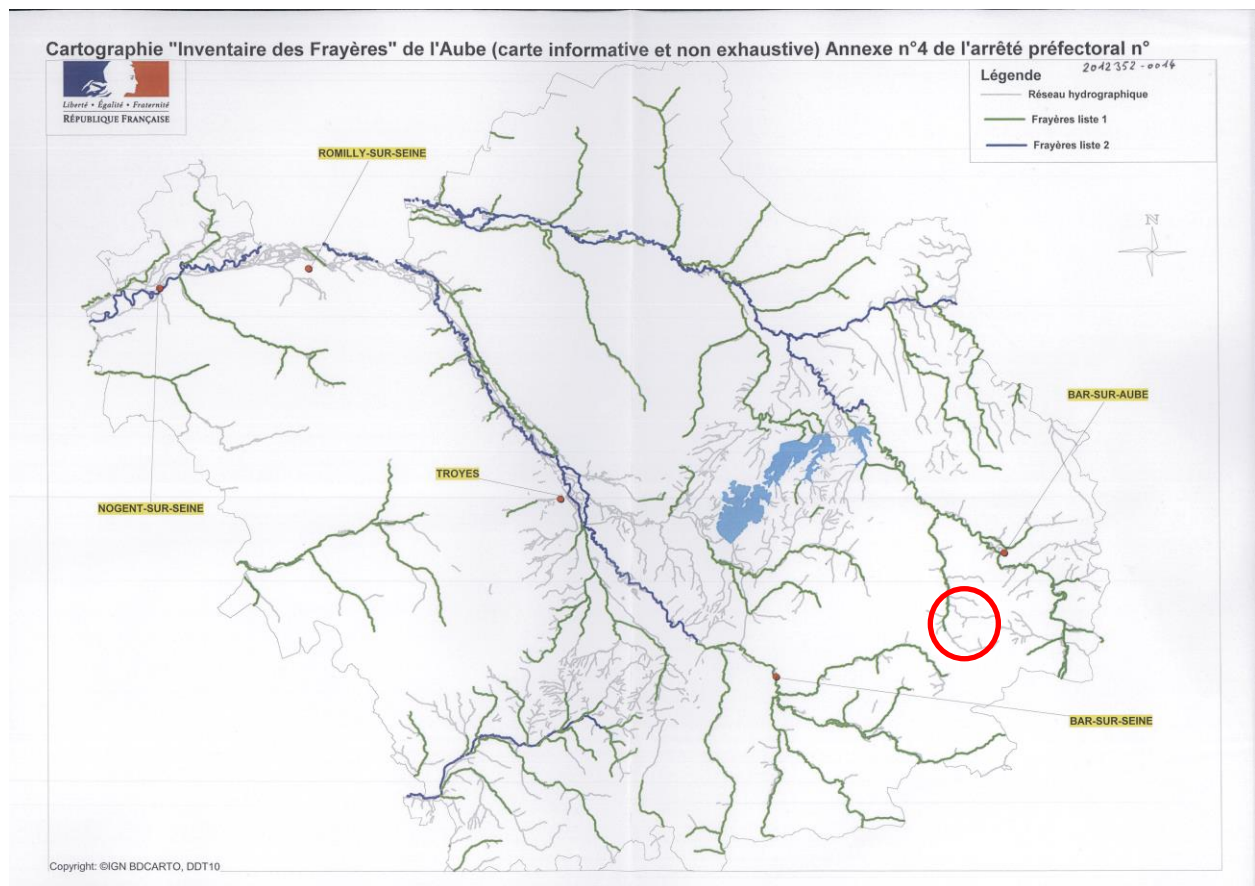 Cartographie "Inventaire des Frayères" de l'Aube (carte informative et non exhaustive) Annexe n°4 de l'arrêté préfectoral n°
2012352-0014
Liberté • Égalité • Fraternité
RÉPUBLIQUE FRANÇAISE
Légende
Réseau hydrographique
Frayères liste 1
Frayères liste 2
ROMILLY-SUR-SEINE
N
BAR-SUR-AUBE
TROYES
NOGENT-SUR-SEINE
BAR-SUR-SEINE
Copyright: ©IGN BDCARTO, DDT10